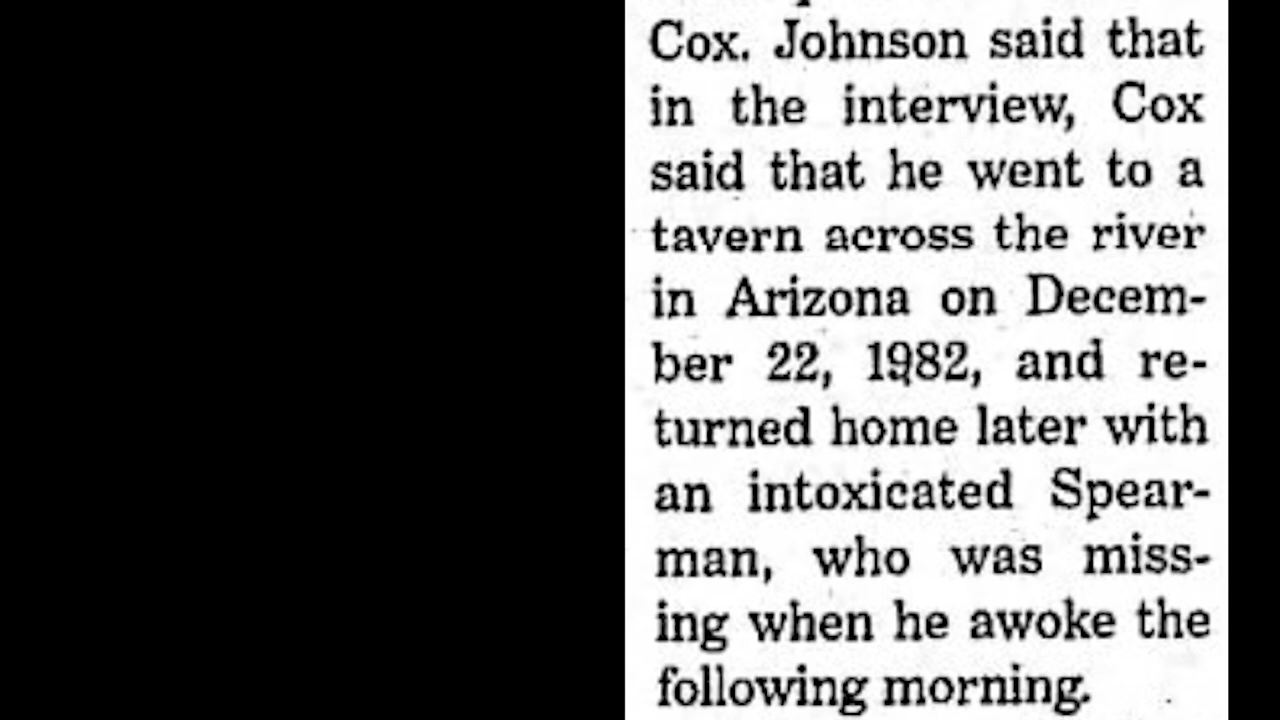 Cox. Johnson said that
in the interview, Cox
said that he went to a
tavern across the river
in Arizona on Decem-
ber 22, 1982, and re-
turned home later with
an intoxicated Spear-
man, who was miss-
ing when he awoke the
following morning.